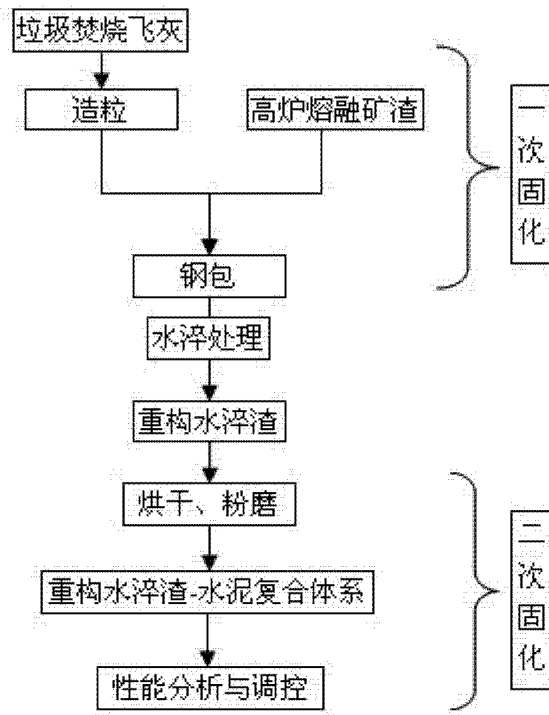 垃圾焚烧飞灰
造粒
高炉熔融矿渣
一次固化
钢包
水淬处理
重构水淬渣
烘干、粉磨
重构水淬渣-水泥复合体系
二次固化
性能分析与调控